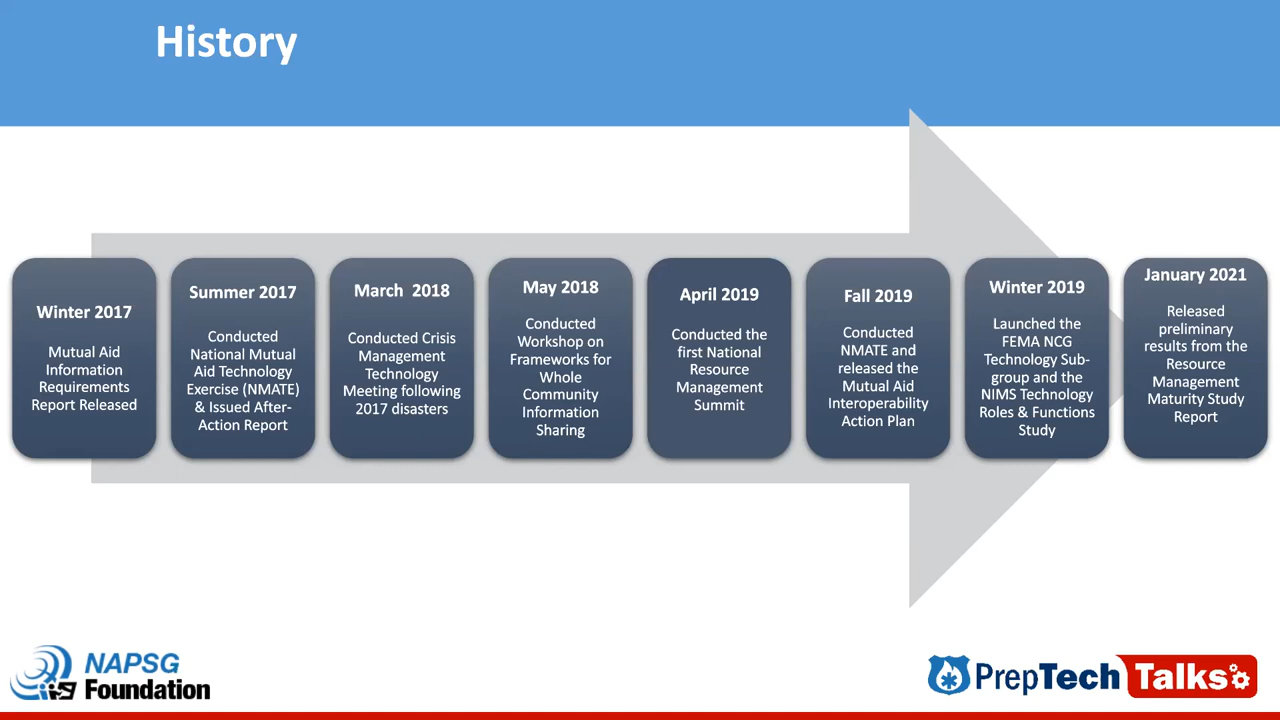 History
Winter 2017
Mutual Aid
Information
Requirements
Report Released
Summer 2017
Conducted
National Mutual
Aid Technology
Exercise (NMATE)
& Issued After-
Action Report
March 2018
Conducted Crisis
Management
Technology
Meeting following
2017 disasters
May 2018
Conducted
Workshop on
Frameworks for
Whole
Community
Information
Sharing
April 2019
Conducted the
first National
Resource
Management
Summit
Fall 2019
Conducted
NMATE and
released the
Mutual Aid
Interoperability
Action Plan
Winter 2019
Launched the
FEMA NCG
Technology Sub-
group and the
NIMS Technology
Roles & Functions
Study
January 2021
Released
preliminary
results from the
Resource
Management
Maturity Study
Report
NAPSG
Foundation
PrepTech Talks